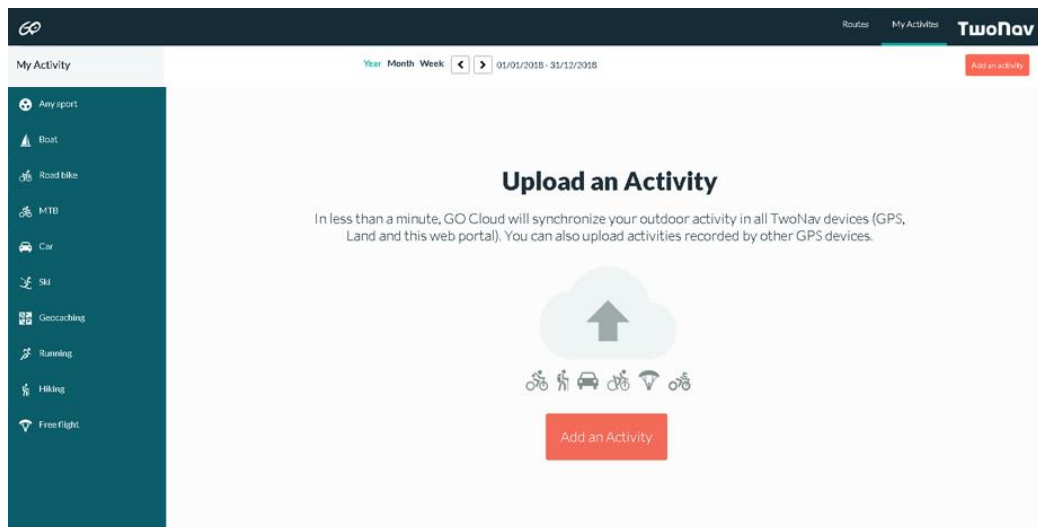 GO
Routes
My Activites
TwoNav
My Activity
Year Month Week
01/01/2018 - 31/12/2018
Add an activity
Any sport
Boat
Road bike
MTB
Car
Ski
Geocaching
Running
Hiking
Free flight
Upload an Activity
In less than a minute, GO Cloud will synchronize your outdoor activity in all TwoNav devices (GPS,
Land and this web portal). You can also upload activities recorded by other GPS devices.
Add an Activity